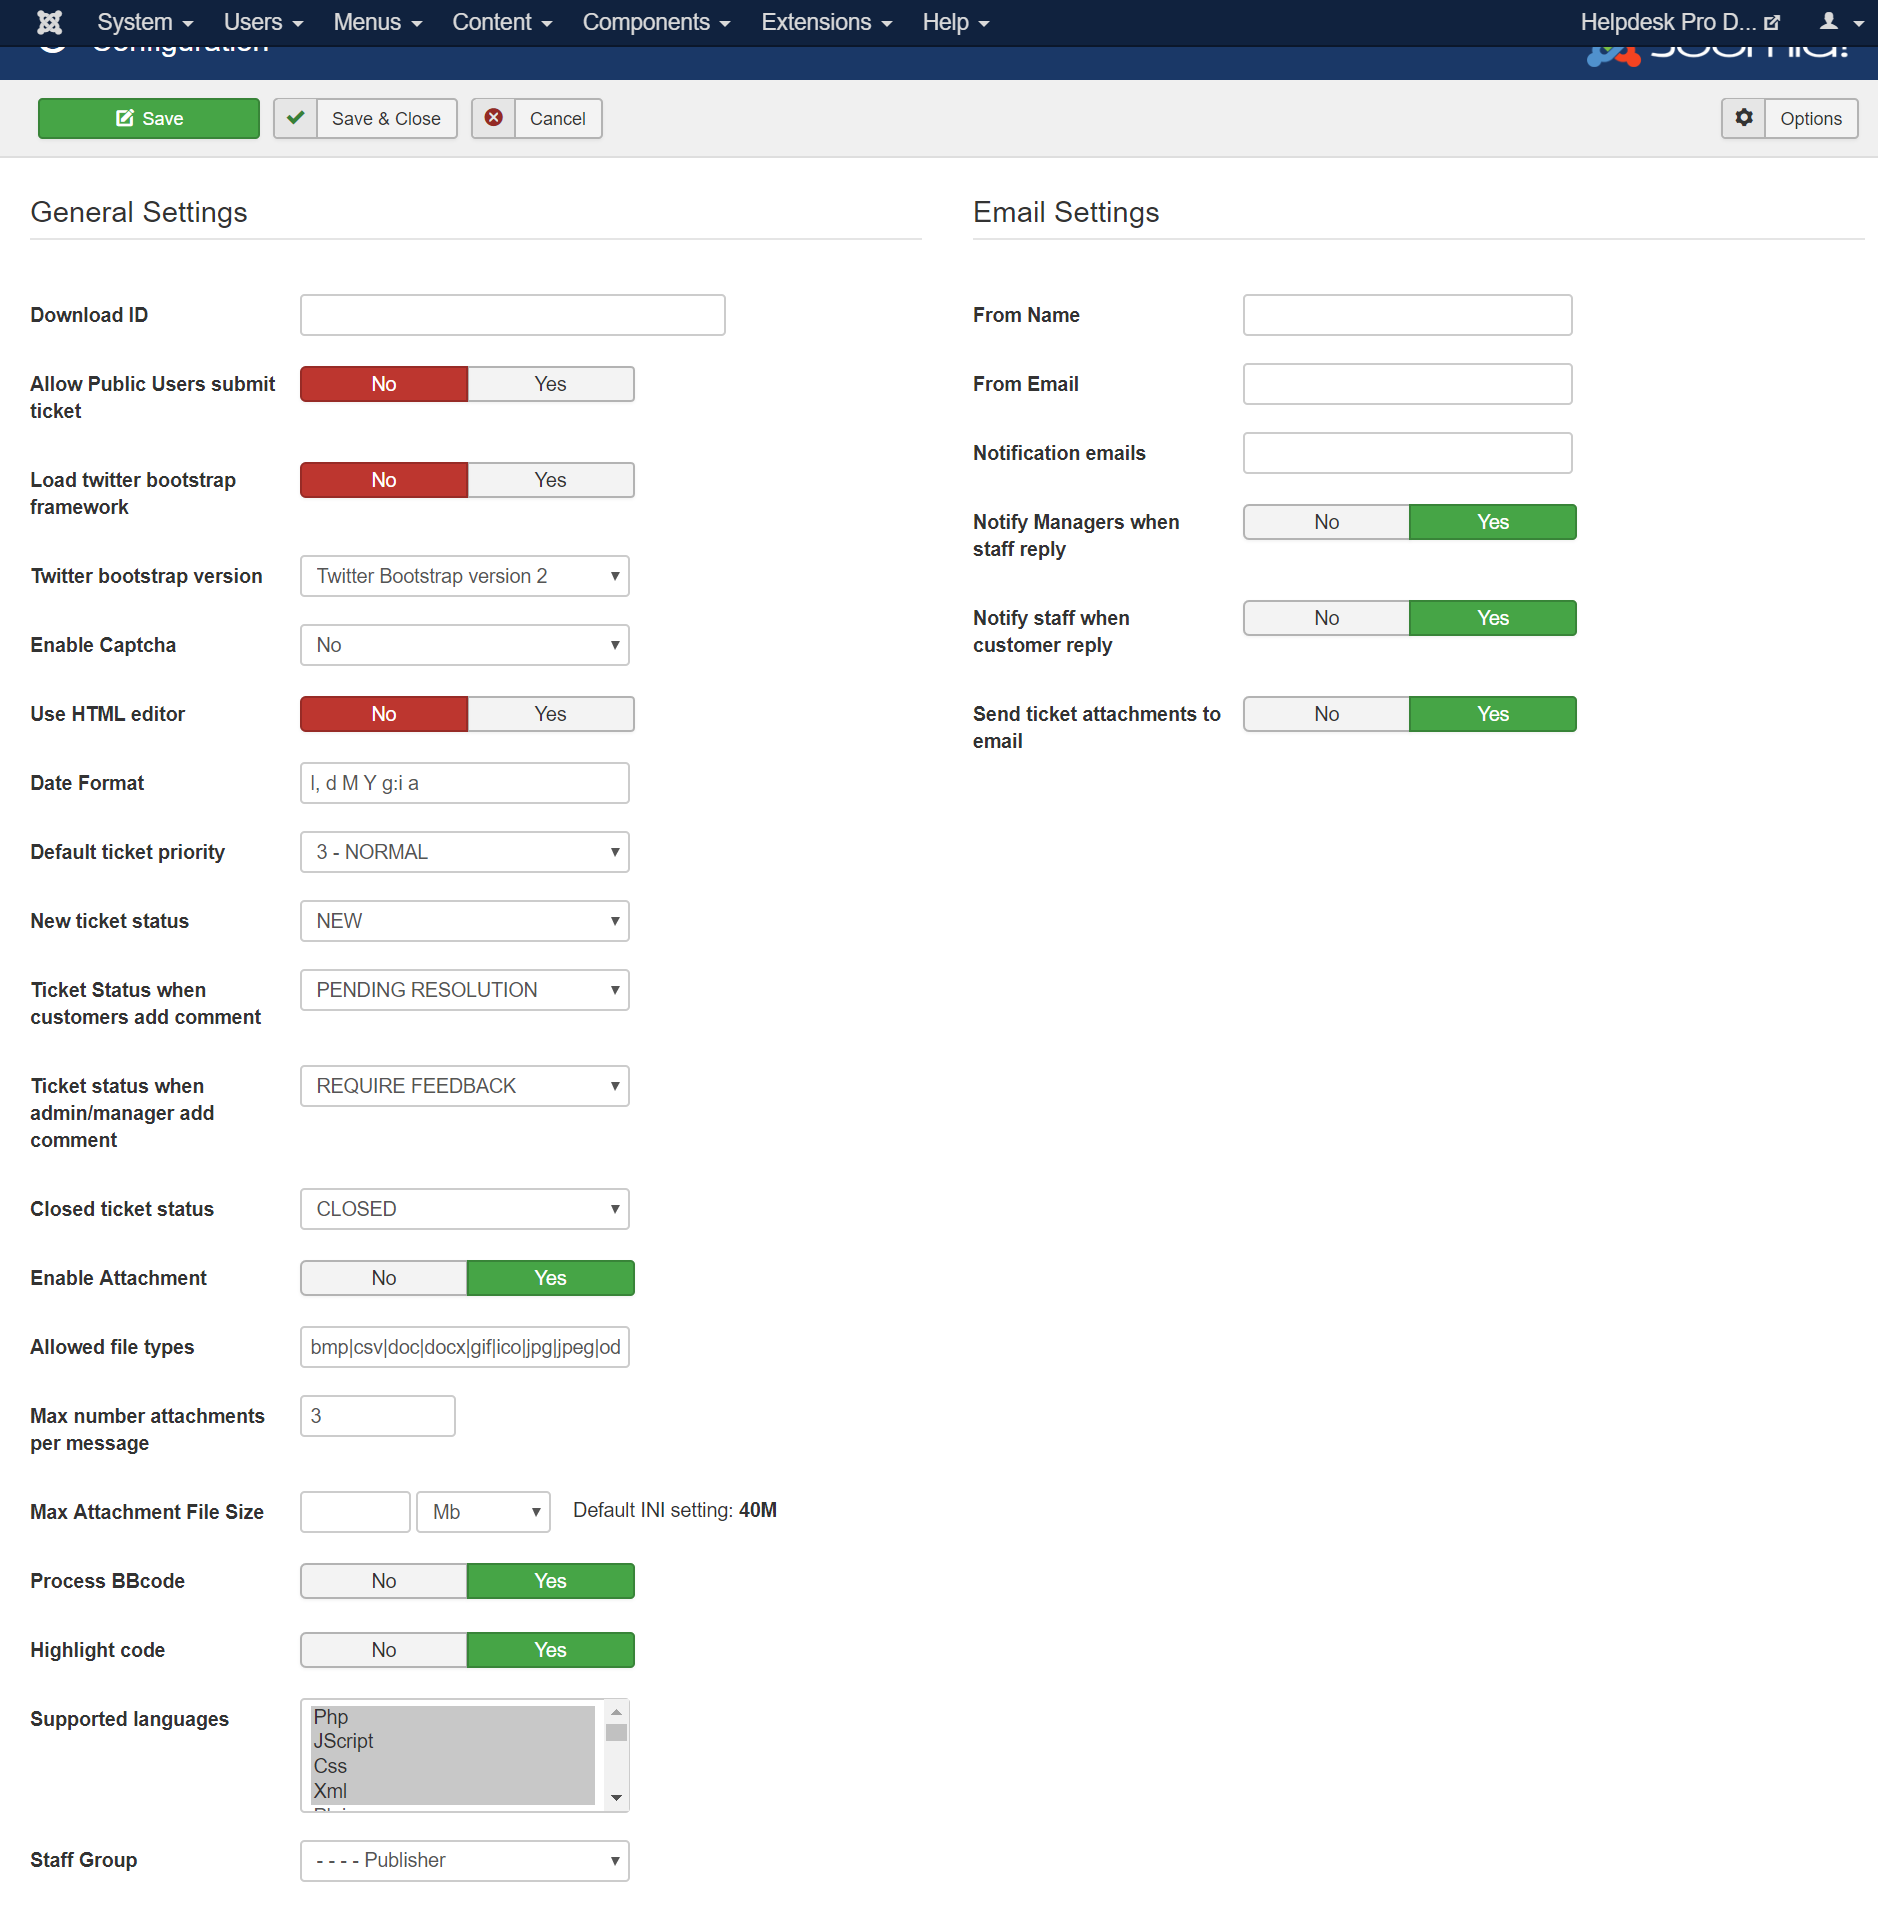 System Users Menus Content Components Extensions Help Helpdesk Pro D...
Configuration
Save Save & Close Cancel Options
General Settings
Download ID
Allow Public Users submit ticket No Yes
Load twitter bootstrap framework No Yes
Twitter bootstrap version Twitter Bootstrap version 2
Enable Captcha No
Use HTML editor No Yes
Date Format l, d M Y g:i a
Default ticket priority 3 - NORMAL
New ticket status NEW
Ticket Status when customers add comment PENDING RESOLUTION
Ticket status when admin/manager add comment REQUIRE FEEDBACK
Closed ticket status CLOSED
Enable Attachment No Yes
Allowed file types bmp|csv|doc|docx|gif|ico|jpg|jpeg|od
Max number attachments per message 3
Max Attachment File Size Mb Default INI setting: 40M
Process BBcode No Yes
Highlight code No Yes
Supported languages Php
JScript
Css
Xml
Staff Group - - - - Publisher
Email Settings
From Name
From Email
Notification emails
Notify Managers when staff reply No Yes
Notify staff when customer reply No Yes
Send ticket attachments to email No Yes